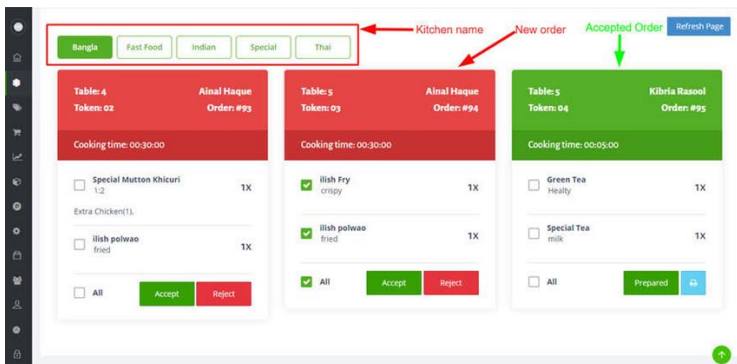 Kitchen name
New order
Accepted Order
Refresh Page
Bangla
Fast Food
Indian
Special
Thai
Table: 4 Ainal Haque
Token: 02 Order: #93
Cooking time: 00:30:00
Special Mutton Khicuri
1:2 1X
Extra Chicken(1),
ilish polwao
fried 1X
All Accept Reject
Table: 5 Ainal Haque
Token: 03 Order: #94
Cooking time: 00:30:00
ilish Fry
crispy 1X
ilish polwao
fried 1X
All Accept Reject
Table: 5 Kibria Rasool
Token: 04 Order: #95
Cooking time: 00:05:00
Green Tea
Healty 1X
Special Tea
milk 1X
All Prepared